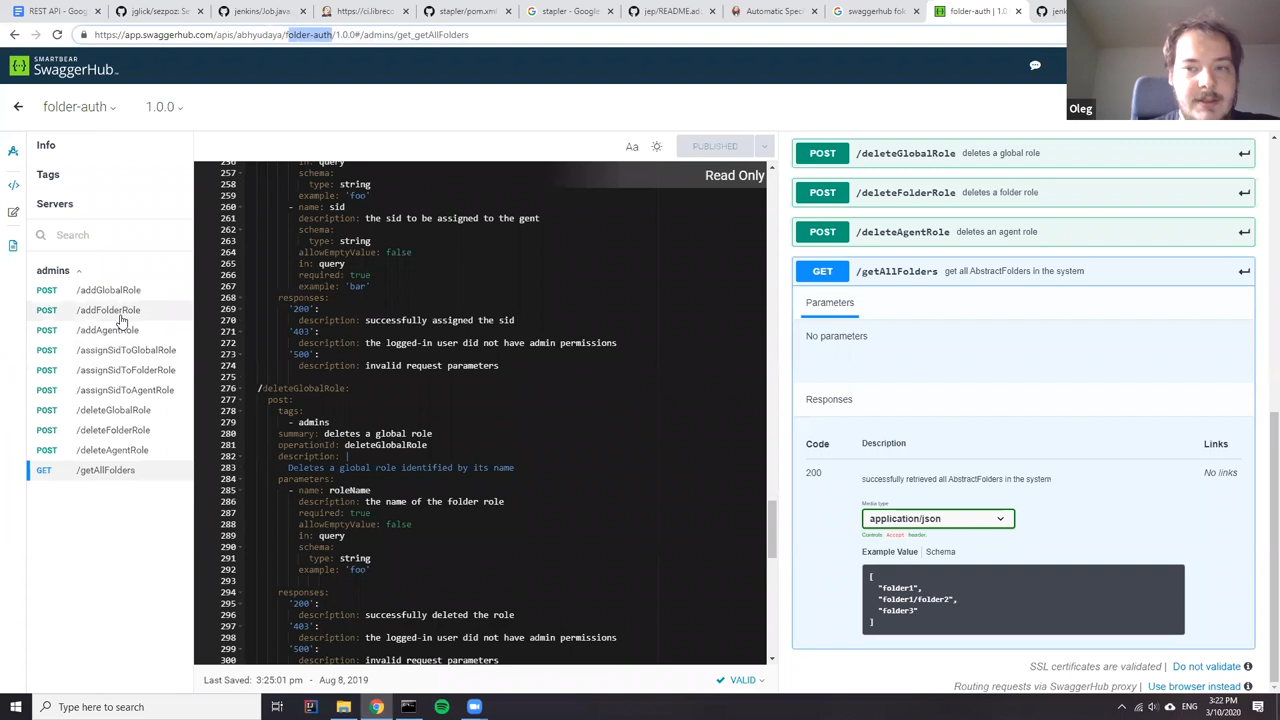 REST API - Goo
jglick/sezpoz: S
jenkins/Job.java
https://ci.libreco
stapler/pom.xml
stapler - Google
jep/README.ad
Automatic Spec
swaggerhub fol
folder-auth | 1.0
jenk
https://app.swaggerhub.com/apis/abhyudaya/folder-auth/1.0.0#/admins/get_getAllFolders
SMARTBEAR
SwaggerHub
Oleg
folder-auth
1.0.0
Info
Tags
Servers
Search
admins
POST /addGlobalRole
POST /addFolderRole
POST /addAgentRole
POST /assignSidToGlobalRole
POST /assignSidToFolderRole
POST /assignSidToAgentRole
POST /deleteGlobalRole
POST /deleteFolderRole
POST /deleteAgentRole
GET /getAllFolders
Aa
PUBLISHED
Read Only
256 in: query
257 schema:
258 type: string
259 example: 'foo'
260 - name: sid
261 description: the sid to be assigned to the gent
262 schema:
263 type: string
264 allowEmptyValue: false
265 in: query
266 required: true
267 example: 'bar'
268 responses:
269 '200':
270 description: successfully assigned the sid
271 '403':
272 description: the logged-in user did not have admin permissions
273 '500':
274 description: invalid request parameters
275
276 /deleteGlobalRole:
277 post:
278 tags:
279 - admins
280 summary: deletes a global role
281 operationId: deleteGlobalRole
282 description: |
283 Deletes a global role identified by its name
284 parameters:
285 - name: roleName
286 description: the name of the folder role
287 required: true
288 allowEmptyValue: false
289 in: query
290 schema:
291 type: string
292 example: 'foo'
293
294 responses:
295 '200':
296 description: successfully deleted the role
297 '403':
298 description: the logged-in user did not have admin permissions
299 '500':
300 description: invalid request parameters
Last Saved: 3:25:01 pm - Aug 8, 2019
VALID
POST /deleteGlobalRole deletes a global role
POST /deleteFolderRole deletes a folder role
POST /deleteAgentRole deletes an agent role
GET /getAllFolders get all AbstractFolders in the system
Parameters
No parameters
Responses
Code Description Links
200 No links
successfully retrieved all AbstractFolders in the system
Media type
application/json
Controls Accept header.
Example Value | Schema
[
"folder1",
"folder1/folder2",
"folder3"
]
SSL certificates are validated | Do not validate
Routing requests via SwaggerHub proxy | Use browser instead
Type here to search
ENG
3:22 PM
3/10/2020